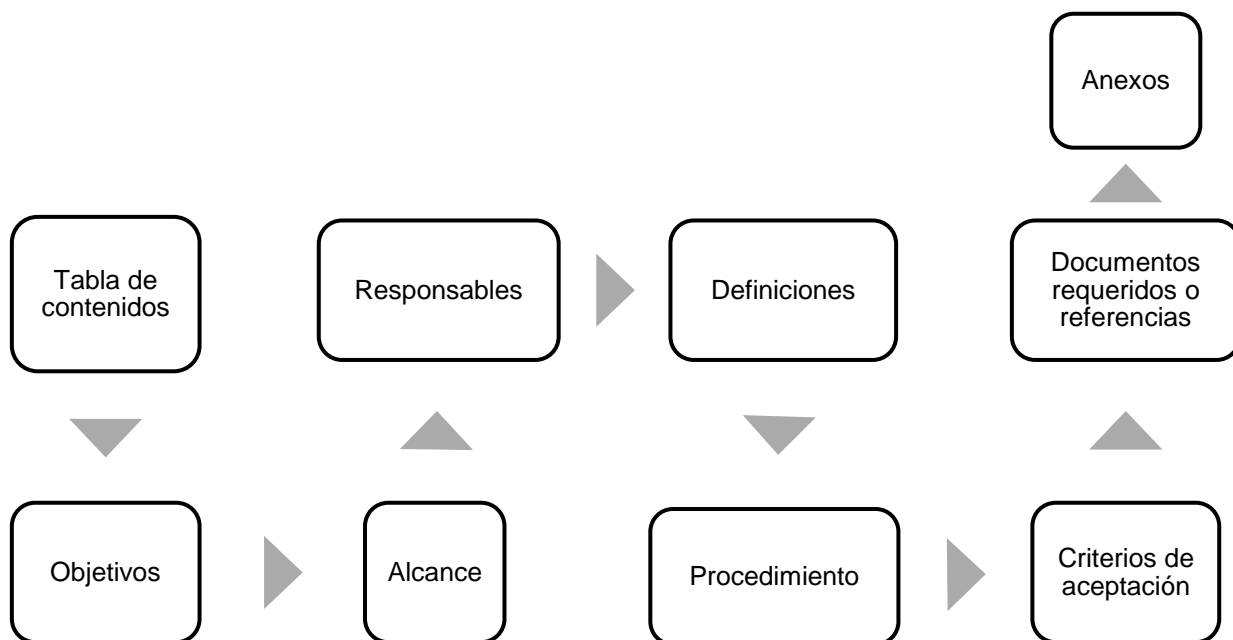 Anexos
Tabla de
contenidos
Responsables
Definiciones
Documentos
requeridos o
referencias
Objetivos
Alcance
Procedimiento
Criterios de
aceptación